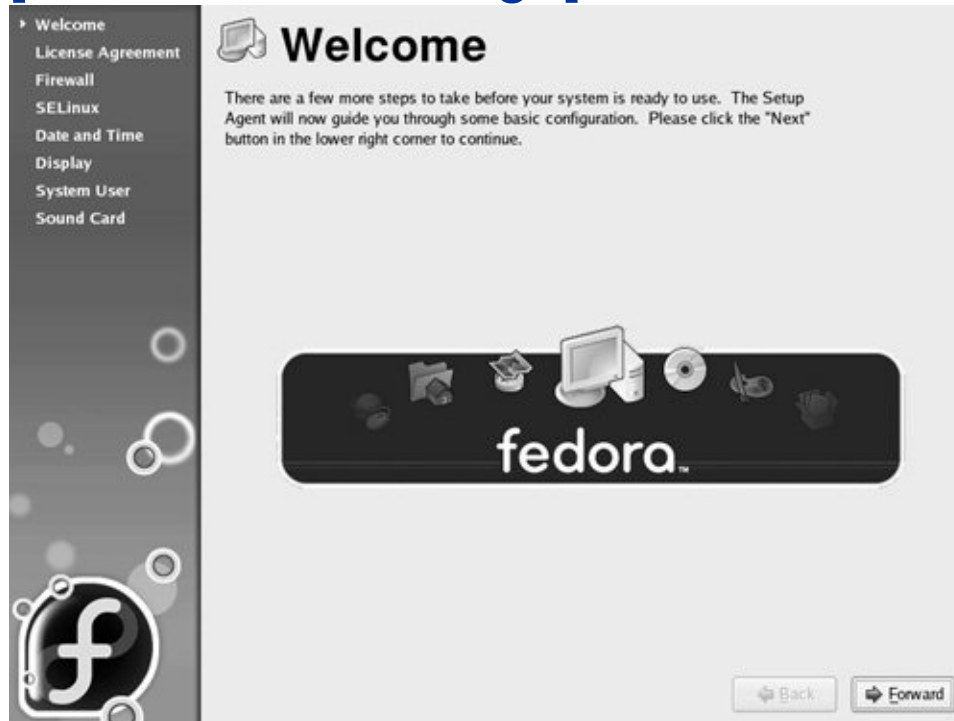 Welcome
License Agreement
Firewall
SELinux
Date and Time
Display
System User
Sound Card
Welcome
There are a few more steps to take before your system is ready to use.  The Setup
Agent will now guide you through some basic configuration.  Please click the "Next"
button in the lower right corner to continue.
fedora™
Back
Forward